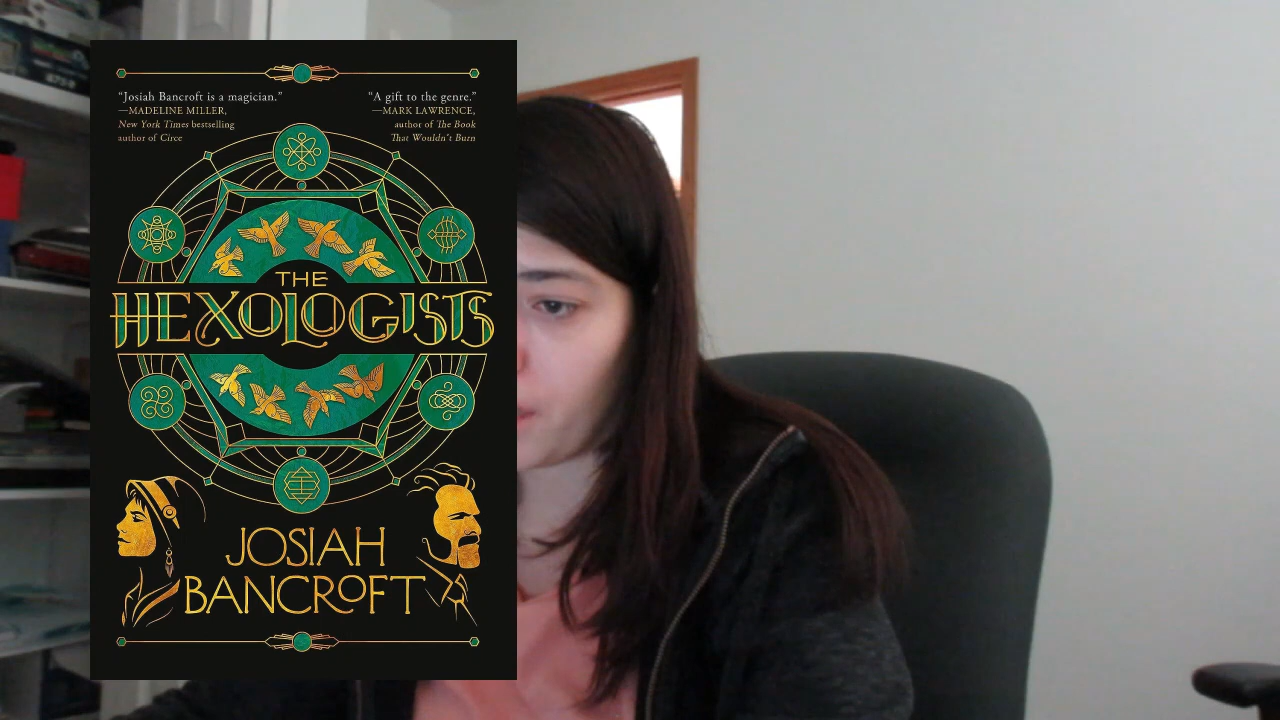 “Josiah Bancroft is a magician.”
—MADELINE MILLER,
New York Times bestselling
author of Circe
“A gift to the genre.”
—MARK LAWRENCE,
author of The Book
That Wouldn’t Burn
THE
HEXOLOGISTS
JOSIAH
BANCROFT